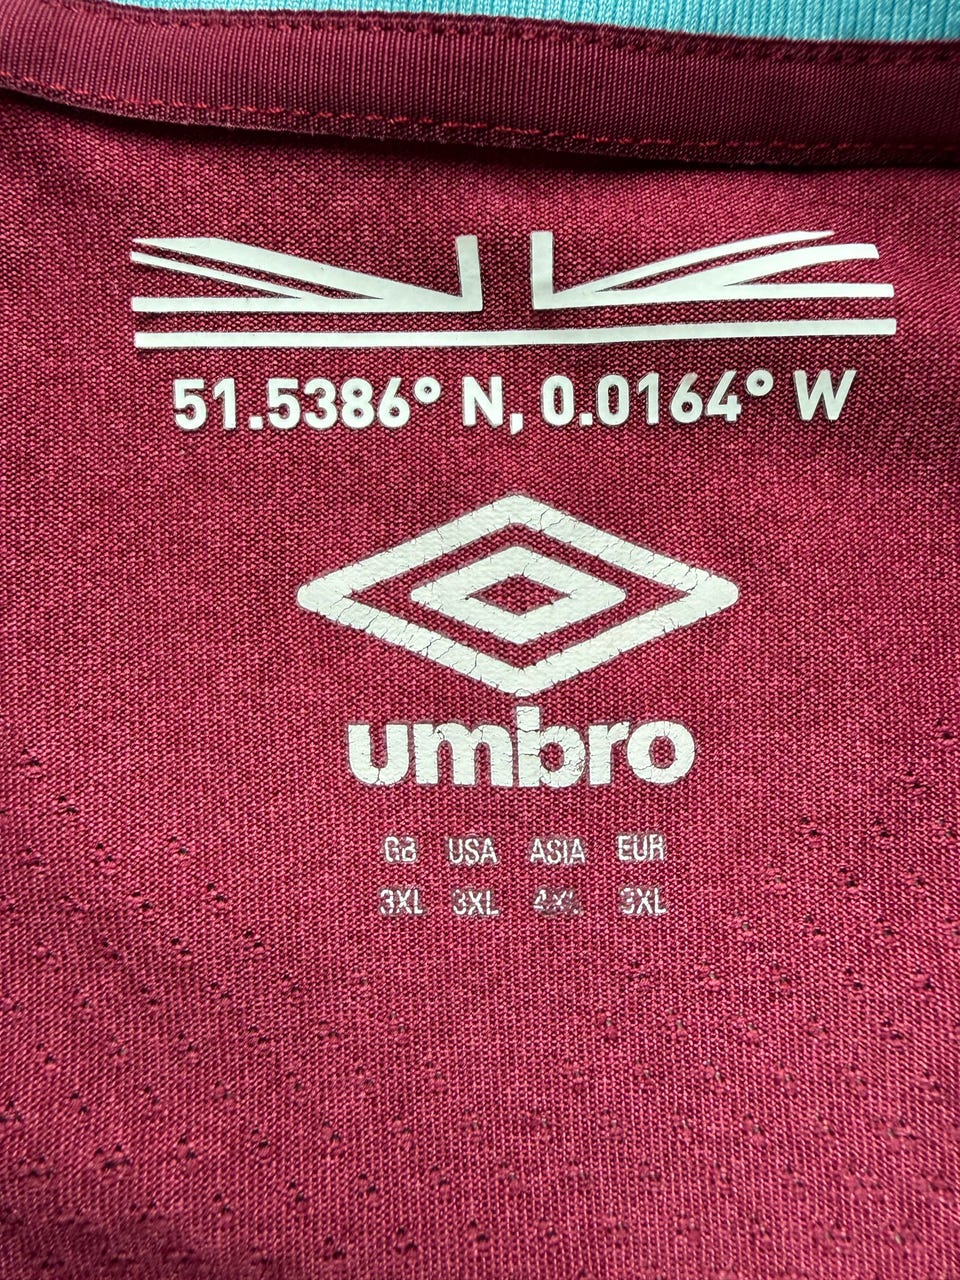 51.5386° N, 0.0164° W
umbro
GB USA ASIA EUR
3XL 3XL 4XL 3XL